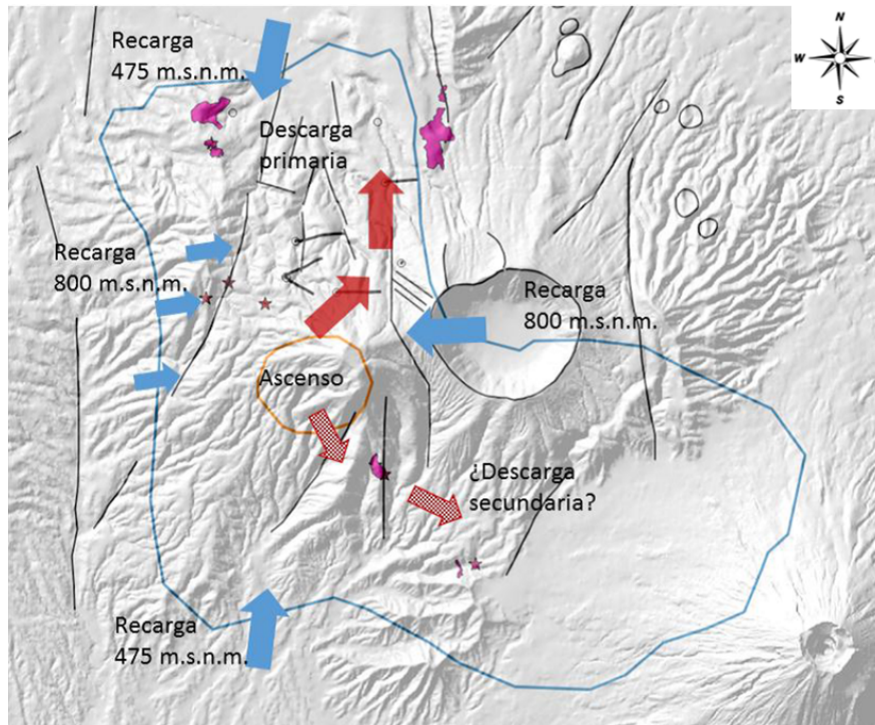 Recarga
475 m.s.n.m.
N
W
S
Descarga
primaria
Recarga
800 m.s.n.m.
Recarga
800 m.s.n.m.
Ascenso
¿Descarga
secundaria?
Recarga
475 m.s.n.m.